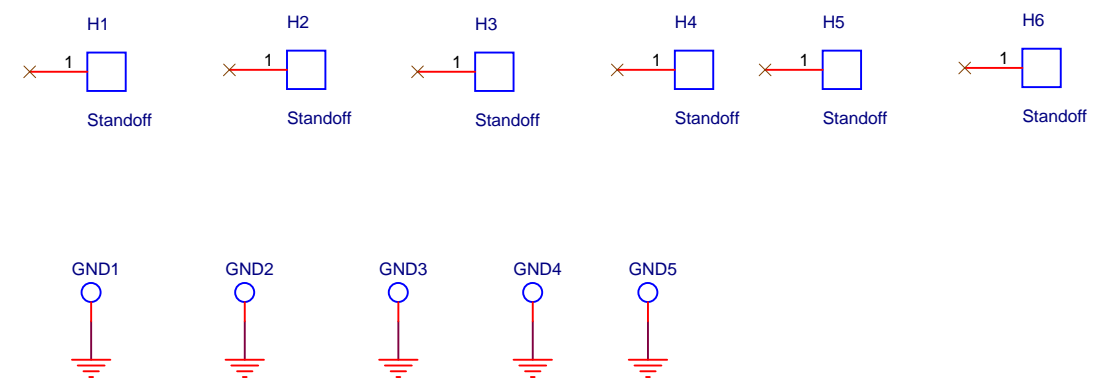 H1 H2 H3 H4 H5 H6
1 1 1 1 1 1
Standoff Standoff Standoff Standoff Standoff Standoff
GND1 GND2 GND3 GND4 GND5